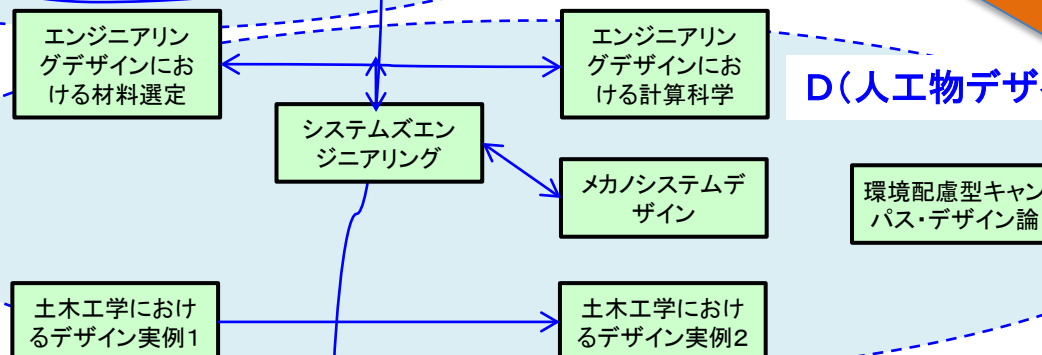 エンジニアリン
グデザインにお
ける材料選定
エンジニアリン
グデザインにお
ける計算科学
D(人工物デザ
システムズエン
ジニアリング
メカノシステムデ
ザイン
環境配慮型キャン
パス・デザイン論
土木工学におけ
るデザイン実例1
土木工学におけ
るデザイン実例2